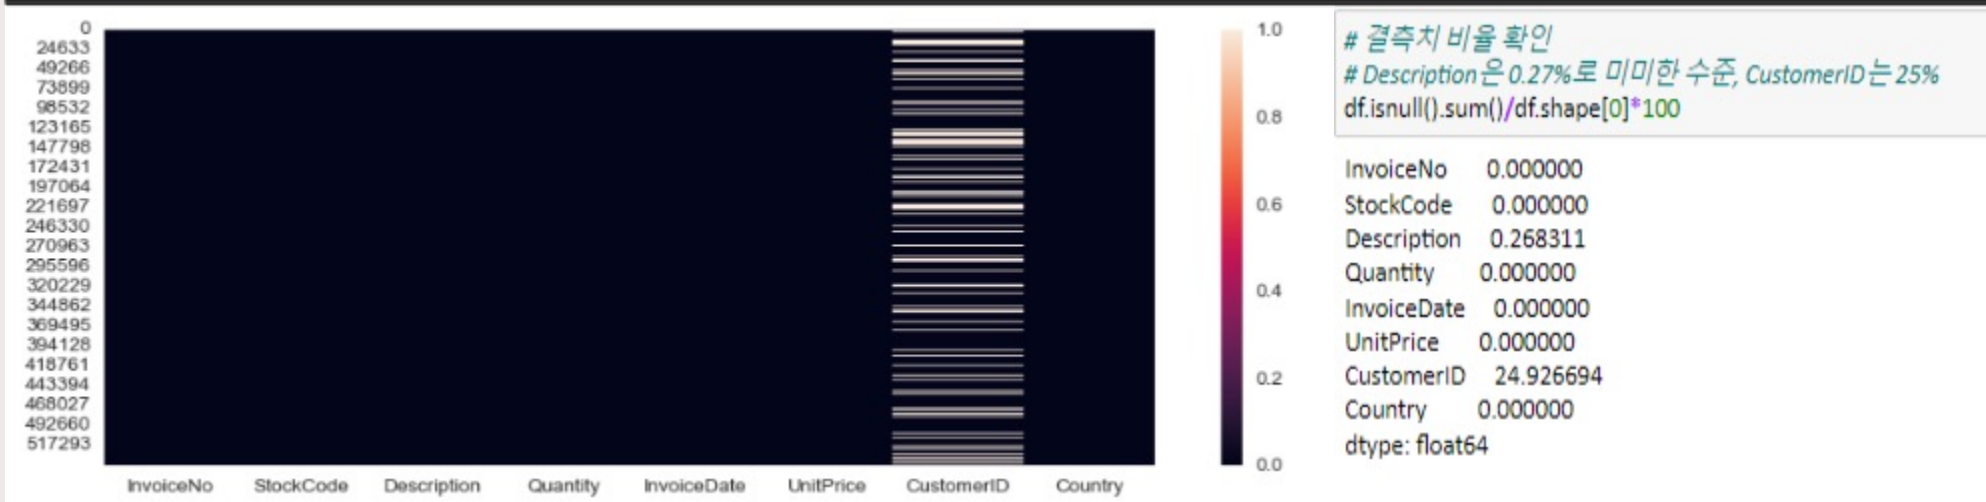 0
24633
49266
73899
98532
123165
147798
172431
197064
221697
246330
270963
295596
320229
344862
369495
394128
418761
443394
468027
492660
517293
InvoiceNo StockCode Description Quantity InvoiceDate UnitPrice CustomerID Country
1.0
0.8
0.6
0.4
0.2
0.0
# 결측치 비율 확인
# Description은 0.27%로 미미한 수준, CustomerID는 25%
df.isnull().sum()/df.shape[0]*100
InvoiceNo 0.000000
StockCode 0.000000
Description 0.268311
Quantity 0.000000
InvoiceDate 0.000000
UnitPrice 0.000000
CustomerID 24.926694
Country 0.000000
dtype: float64